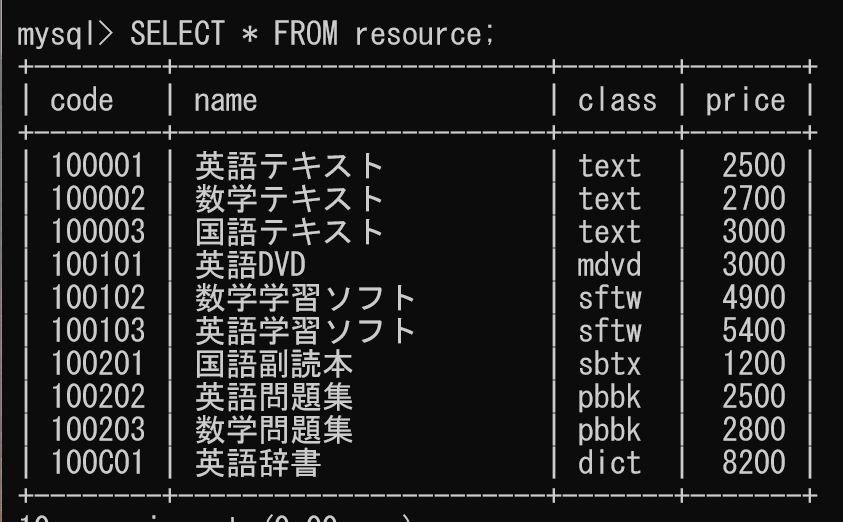 mysql> SELECT * FROM resource;
+--------+------------------------+-------+-------+
| code   | name                   | class | price |
+--------+------------------------+-------+-------+
| 100001 | 英語テキスト           | text  |  2500 |
| 100002 | 数学テキスト           | text  |  2700 |
| 100003 | 国語テキスト           | text  |  3000 |
| 100101 | 英語DVD                | mdvd  |  3000 |
| 100102 | 数学学習ソフト         | sftw  |  4900 |
| 100103 | 英語学習ソフト         | sftw  |  5400 |
| 100201 | 国語副読本             | sbtx  |  1200 |
| 100202 | 英語問題集             | pbbk  |  2500 |
| 100203 | 数学問題集             | pbbk  |  2800 |
| 100C01 | 英語辞書               | dict  |  8200 |
+--------+------------------------+-------+-------+